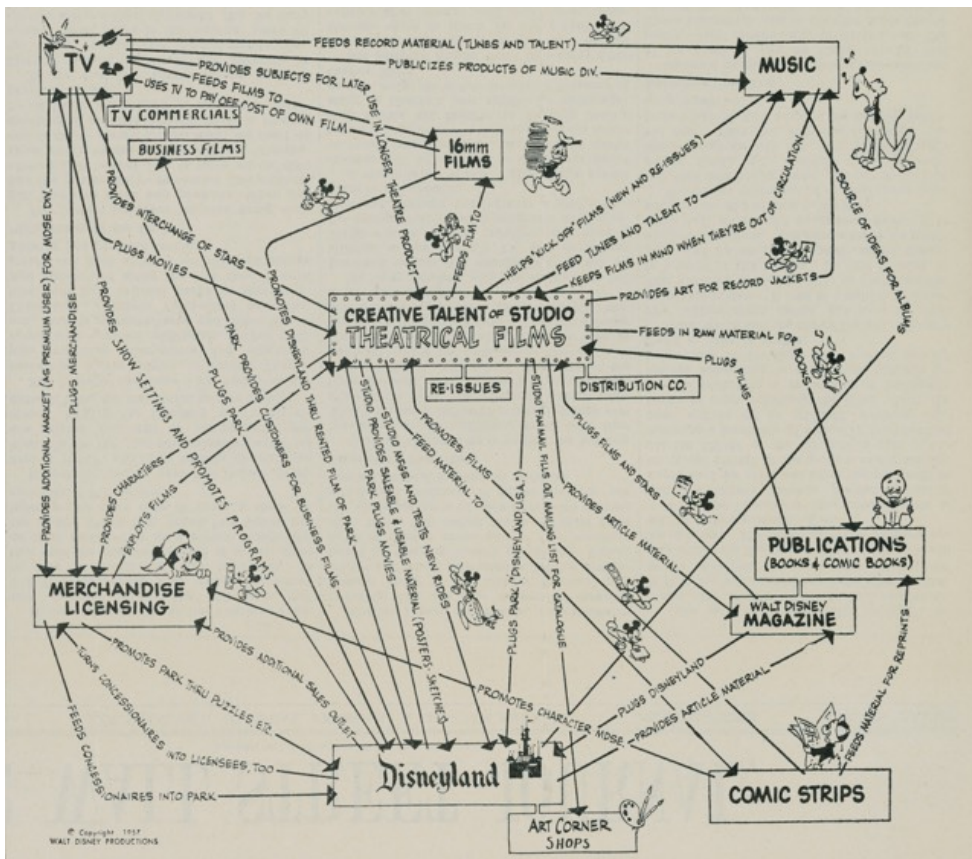 TV
FEEDS RECORD MATERIAL (TUNES AND TALENT)
PUBLICIZES PRODUCTS OF MUSIC DIV.
PROVIDES SUBJECTS FOR LATER USE IN LONGER THEATRE PRODUCT
FEEDS FILMS TO
USES TV TO PAY OFF COST OF OWN FILM
TV COMMERCIALS
BUSINESS FILMS
MUSIC
16mm
FILMS
PROVIDES INTERCHANGE OF STARS
PLUGS MOVIES
FEEDS FILM TO
HELPS "KICK OFF" FILMS (NEW AND RE-ISSUES)
FEED TUNES AND TALENT TO
KEEPS FILMS IN MIND WHEN THEY'RE OUT OF CIRCULATION
PROVIDES ART FOR RECORD JACKETS
SOURCE OF IDEAS FOR ALBUMS
CREATIVE TALENT OF STUDIO
THEATRICAL FILMS
RE-ISSUES
DISTRIBUTION CO.
FEEDS IN RAW MATERIAL FOR BOOKS
PLUGS FILMS
PROVIDES ADDITIONAL MARKET (AS PREMIUM USER) FOR MDSE. DIV.
PLUGS MERCHANDISE
PROVIDES SHOW SETTINGS AND PROMOTES PROGRAMS
PLUGS PARK
PARK PROVIDES CUSTOMERS FOR BUSINESS FILMS
PROMOTES DISNEYLAND THRU RENTED FILM OF PARK
PROVIDES CHARACTERS
EXPLOITS FILMS
PARK PLUGS MOVIES
STUDIO PROVIDES SALEABLE & USABLE MATERIAL (POSTERS-SKETCHES)
STUDIO MFGS AND TESTS NEW RIDES
FEED MATERIAL TO
PROMOTES FILMS
PLUGS PARK ("DISNEYLAND U.S.A.")
STUDIO FAN MAIL FILLS OUT MAILING LIST FOR CATALOGUE
PROVIDES ARTICLE MATERIAL
PLUGS FILMS AND STARS
PUBLICATIONS
(BOOKS & COMIC BOOKS)
WALT DISNEY
MAGAZINE
MERCHANDISE
LICENSING
PROVIDES ADDITIONAL SALES OUTLET
PROMOTES PARK THRU PUZZLES, ETC.
TURNS CONCESSIONAIRES INTO LICENSEES, TOO
FEEDS CONCESSIONAIRES INTO PARK
PROMOTES CHARACTER MDSE.
PLUGS DISNEYLAND
PROVIDES ARTICLE MATERIAL
FEEDS MATERIAL FOR REPRINTS
Disneyland
COMIC STRIPS
ART CORNER
SHOPS
© Copyright 1957
WALT DISNEY PRODUCTIONS